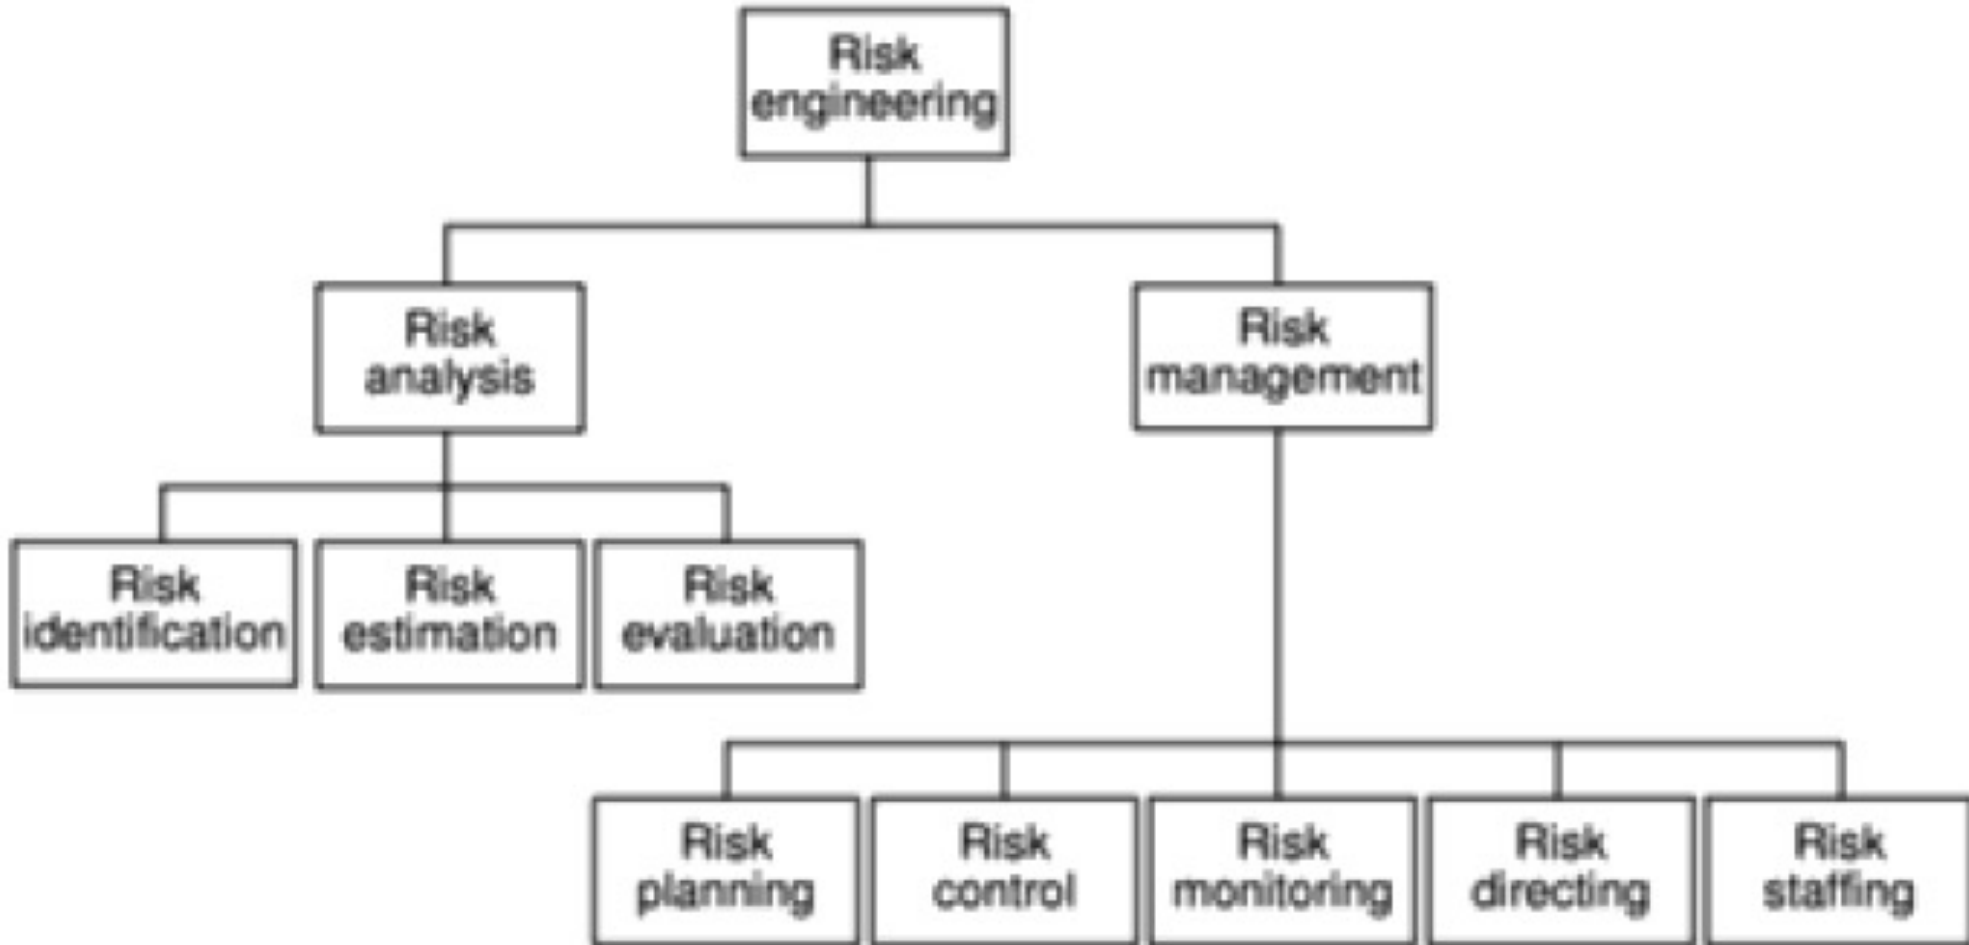 Risk
engineering
Risk
analysis
Risk
management
Risk
identification
Risk
estimation
Risk
evaluation
Risk
planning
Risk
control
Risk
monitoring
Risk
directing
Risk
staffing